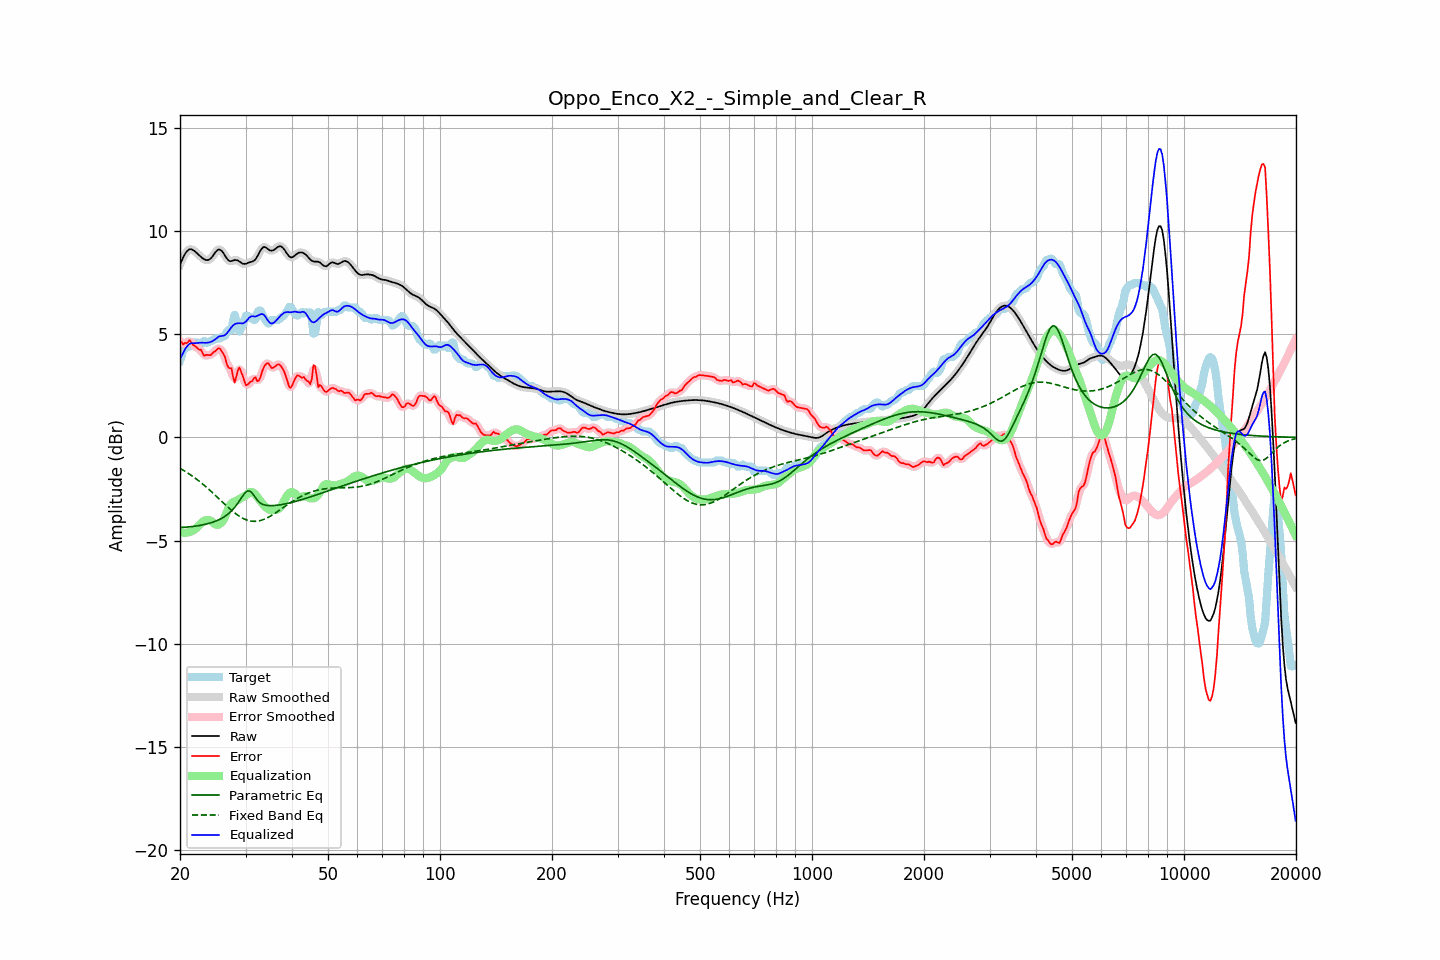 Oppo_Enco_X2_-_Simple_and_Clear_R
15
10
5
0
−5
−10
−15
−20
Amplitude (dBr)
Target
Raw Smoothed
Error Smoothed
Raw
Error
Equalization
Parametric Eq
Fixed Band Eq
Equalized
20 50 100 200 500 1000 2000 5000 10000 20000
Frequency (Hz)